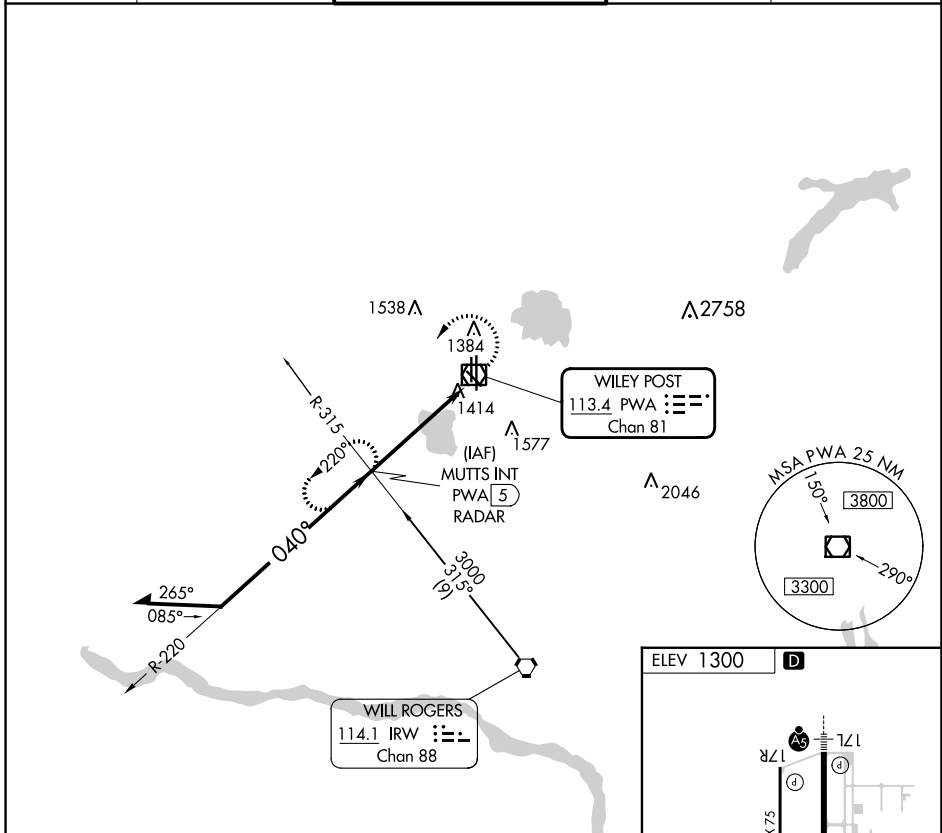 1538
2758
1384
WILEY POST
113.4 PWA
Chan 81
1414
1577
R-315
220°
(IAF)
MUTTS INT
PWA 5
RADAR
2046
MSA PWA 25 NM
150°
3800
290°
3300
040°
3000
315°
(9)
265°
085°
R-220
WILL ROGERS
114.1 IRW
Chan 88
ELEV 1300 D
A5
17L
17R
P
P
X75